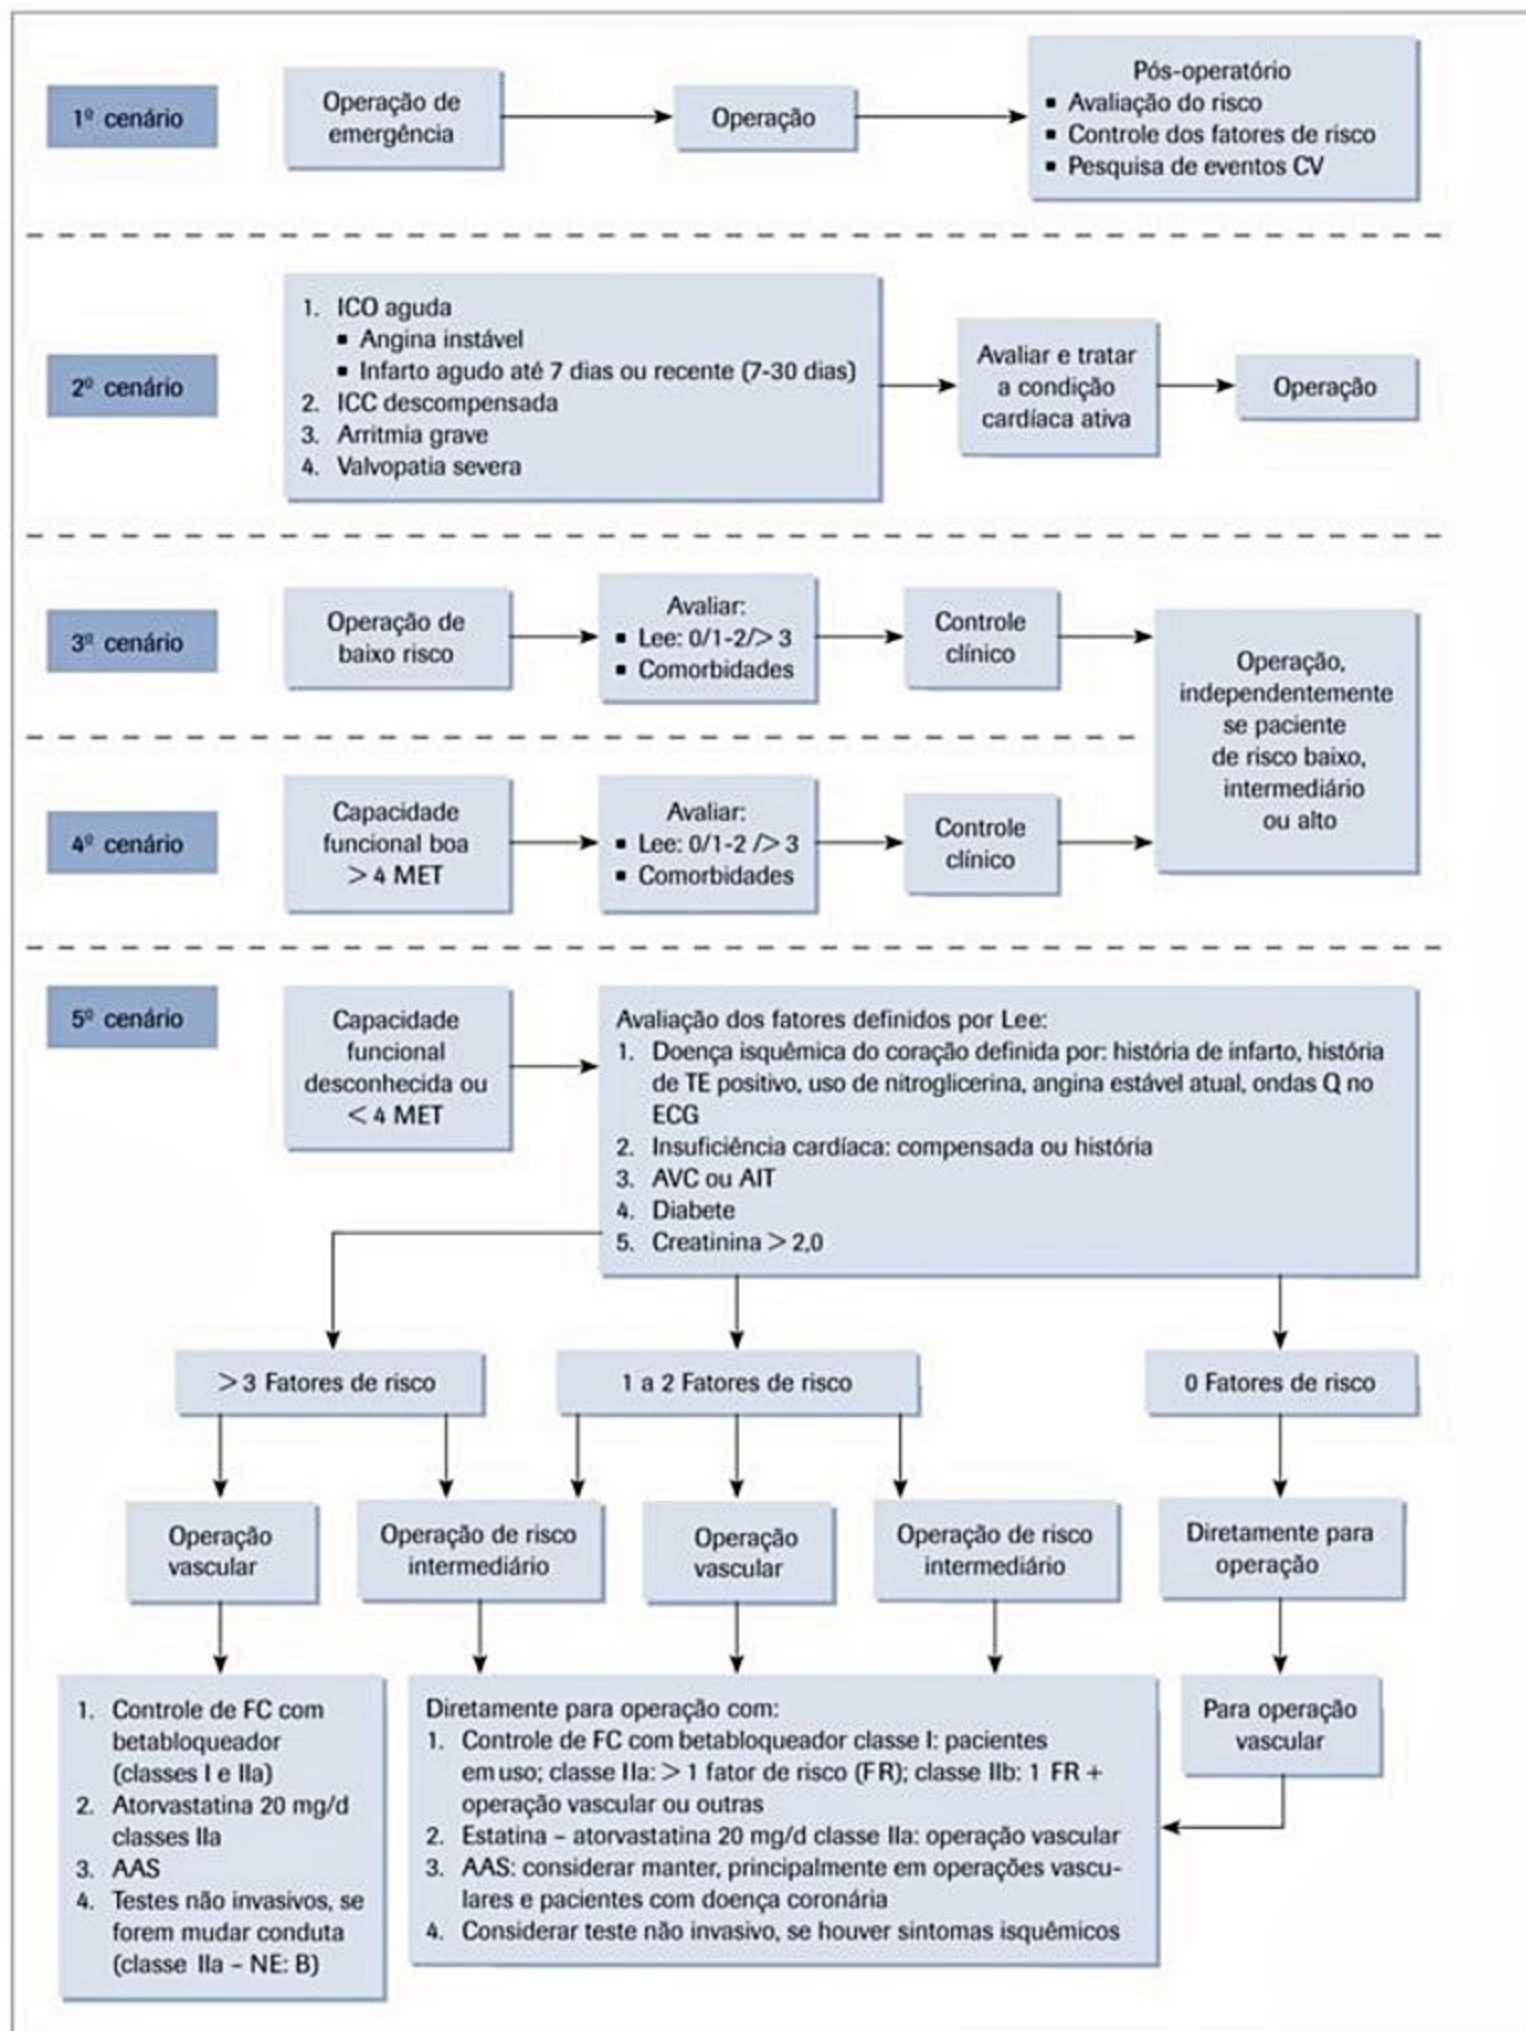 1º cenário
Operação de
emergência
Operação
Pós-operatório
▪ Avaliação do risco
▪ Controle dos fatores de risco
▪ Pesquisa de eventos CV
2º cenário
1. ICO aguda
▪ Angina instável
▪ Infarto agudo até 7 dias ou recente (7-30 dias)
2. ICC descompensada
3. Arritmia grave
4. Valvopatia severa
Avaliar e tratar
a condição
cardíaca ativa
Operação
3º cenário
Operação de
baixo risco
Avaliar:
▪ Lee: 0/1-2/> 3
▪ Comorbidades
Controle
clínico
Operação,
independentemente
se paciente
de risco baixo,
intermediário
ou alto
4º cenário
Capacidade
funcional boa
> 4 MET
Avaliar:
▪ Lee: 0/1-2 /> 3
▪ Comorbidades
Controle
clínico
5º cenário
Capacidade
funcional
desconhecida ou
< 4 MET
Avaliação dos fatores definidos por Lee:
1. Doença isquêmica do coração definida por: história de infarto, história
de TE positivo, uso de nitroglicerina, angina estável atual, ondas Q no
ECG
2. Insuficiência cardíaca: compensada ou história
3. AVC ou AIT
4. Diabete
5. Creatinina > 2,0
> 3 Fatores de risco
1 a 2 Fatores de risco
0 Fatores de risco
Operação
vascular
Operação de risco
intermediário
Operação
vascular
Operação de risco
intermediário
Diretamente para
operação
1. Controle de FC com
betabloqueador
(classes I e IIa)
2. Atorvastatina 20 mg/d
classes IIa
3. AAS
4. Testes não invasivos, se
forem mudar conduta
(classe IIa – NE: B)
Diretamente para operação com:
1. Controle de FC com betabloqueador classe I: pacientes
em uso; classe IIa: > 1 fator de risco (FR); classe IIb: 1 FR +
operação vascular ou outras
2. Estatina – atorvastatina 20 mg/d classe IIa: operação vascular
3. AAS: considerar manter, principalmente em operações vascu-
lares e pacientes com doença coronária
4. Considerar teste não invasivo, se houver sintomas isquêmicos
Para operação
vascular